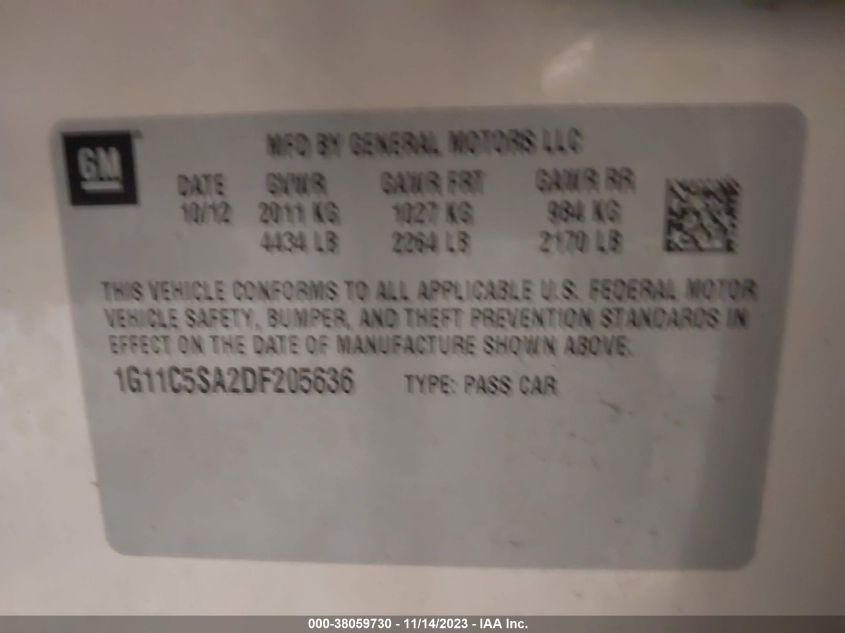 GM
MFD BY GENERAL MOTORS LLC
DATE GVWR GAWR FRT GAWR RR
10/12 2011 KG 1027 KG 984 KG
4434 LB 2264 LB 2170 LB
THIS VEHICLE CONFORMS TO ALL APPLICABLE U.S. FEDERAL MOTOR
VEHICLE SAFETY, BUMPER, AND THEFT PREVENTION STANDARDS IN
EFFECT ON THE DATE OF MANUFACTURE SHOWN ABOVE.
1G11C5SA2DF205636 TYPE: PASS CAR
000-38059730 - 11/14/2023 - IAA Inc.